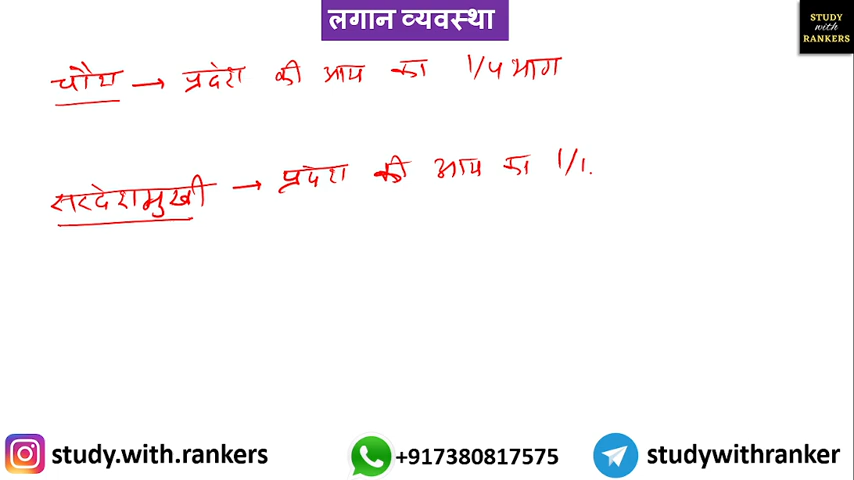 लगान व्यवस्था
STUDY
with
RANKERS
चौथ → प्रदेश की आय का 1/4 भाग
सरदेशमुखी → प्रदेश की आय का 1/1.
study.with.rankers
+917380817575
studywithranker